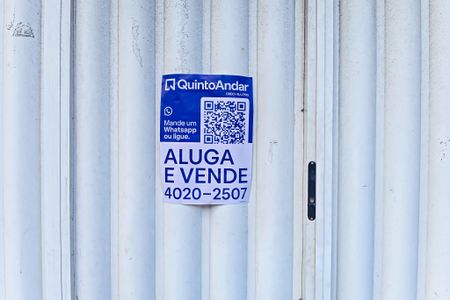 QuintoAndar
Mande um
Whatsapp
ou ligue.
ALUGA
E VENDE
4020-2507